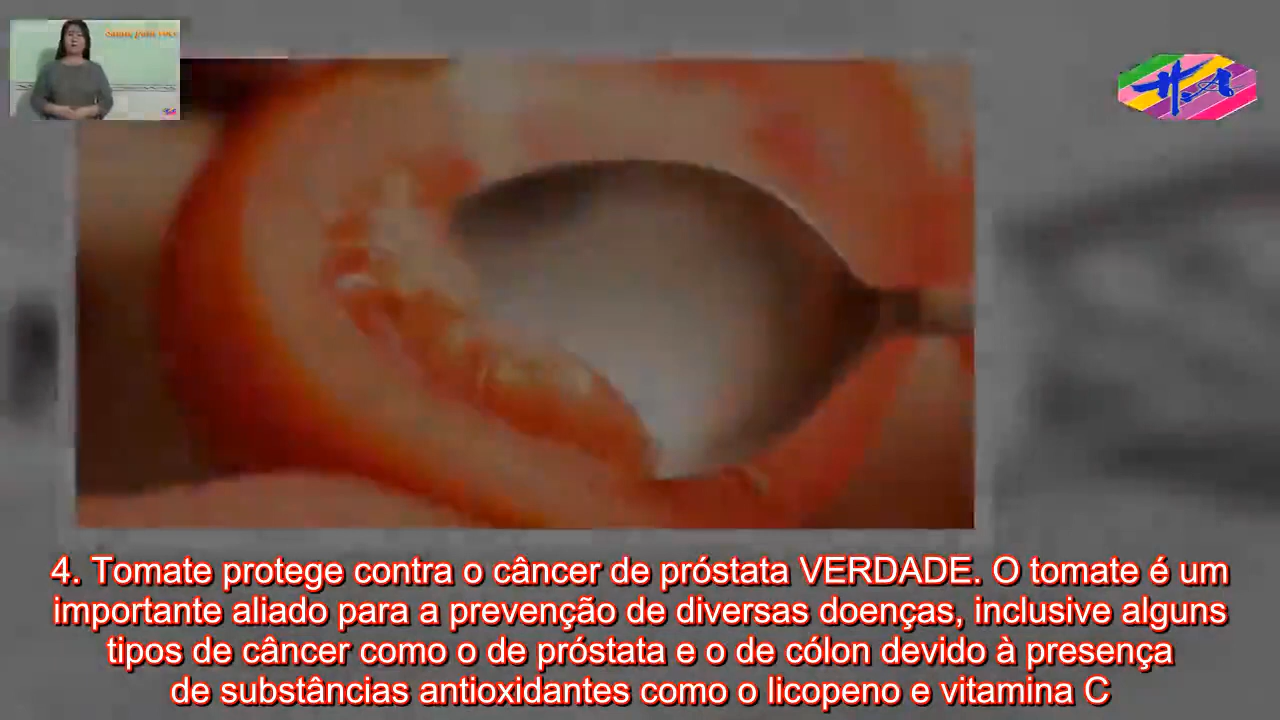 4. Tomate protege contra o câncer de próstata VERDADE. O tomate é um
importante aliado para a prevenção de diversas doenças, inclusive alguns
tipos de câncer como o de próstata e o de cólon devido à presença
de substâncias antioxidantes como o licopeno e vitamina C